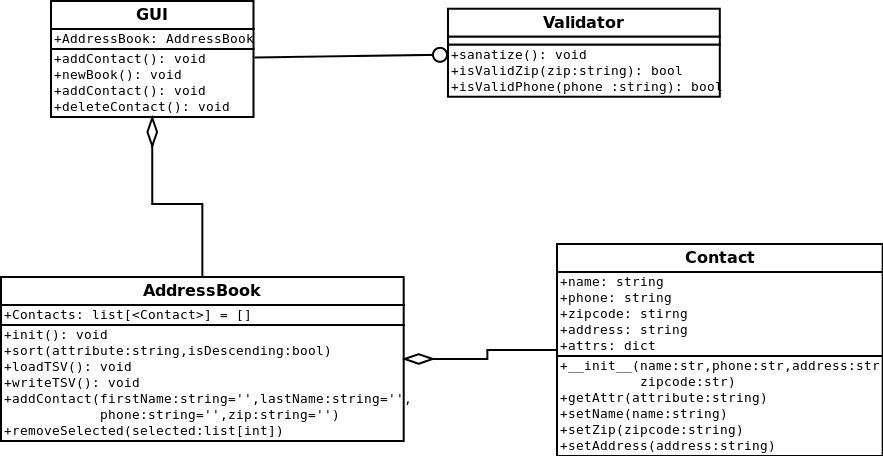 GUI
+AddressBook: AddressBook
+addContact(): void
+newBook(): void
+addContact(): void
+deleteContact(): void
Validator
+sanatize(): void
+isValidZip(zip:string): bool
+isValidPhone(phone :string): bool
AddressBook
+Contacts: list[<Contact>] = []
+init(): void
+sort(attribute:string,isDescending:bool)
+loadTSV(): void
+writeTSV(): void
+addContact(firstName:string='',lastName:string='',
phone:string='',zip:string='')
+removeSelected(selected:list[int])
Contact
+name: string
+phone: string
+zipcode: stirng
+address: string
+attrs: dict
+__init__(name:str,phone:str,address:str
zipcode:str)
+getAttr(attribute:string)
+setName(name:string)
+setZip(zipcode:string)
+setAddress(address:string)